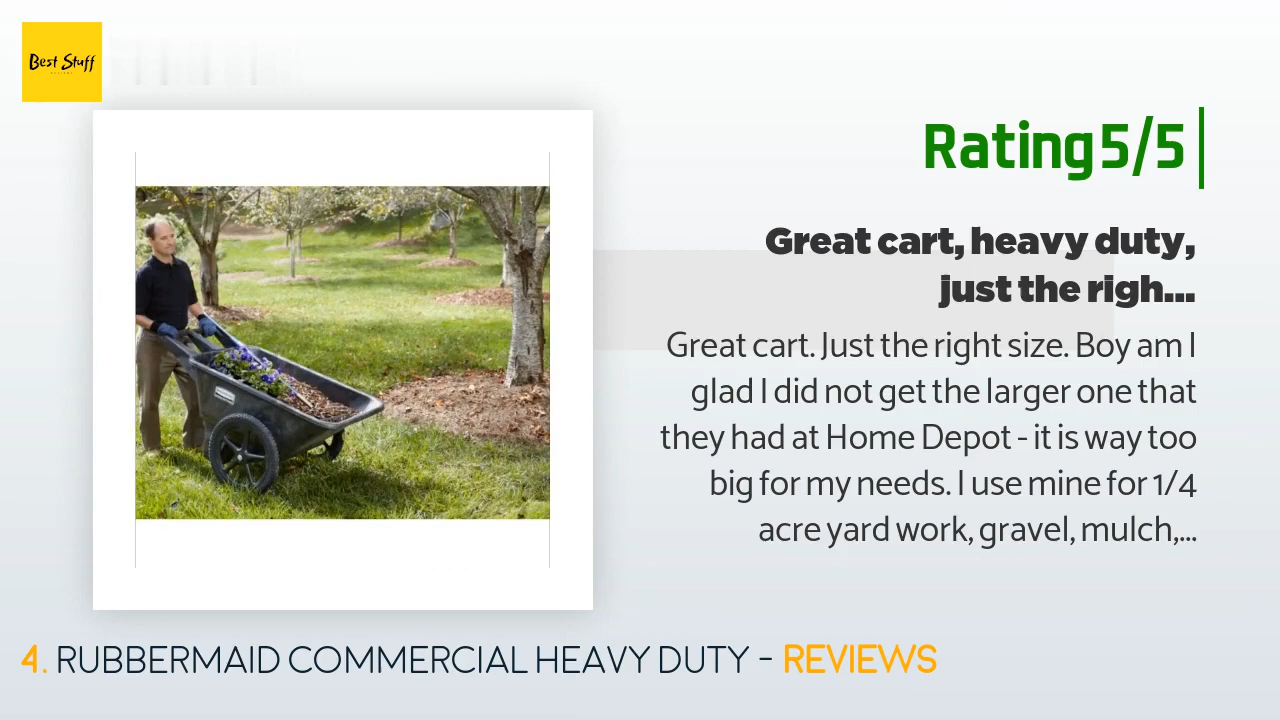 Best Stuff
Rating 5/5
Great cart, heavy duty,
just the righ...
Great cart. Just the right size. Boy am I
glad I did not get the larger one that
they had at Home Depot - it is way too
big for my needs. I use mine for 1/4
acre yard work, gravel, mulch,...
4. RUBBERMAID COMMERCIAL HEAVY DUTY - REVIEWS